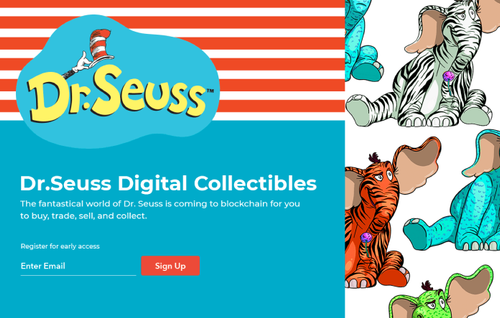 Dr. Seuss™
Dr.Seuss Digital Collectibles
The fantastical world of Dr. Seuss is coming to blockchain for you
to buy, trade, sell, and collect.
Register for early access
Enter Email
Sign Up